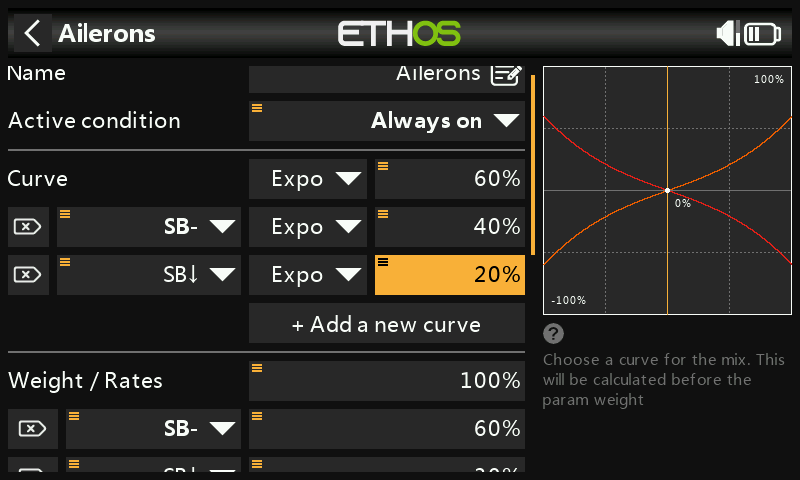 Ailerons
ETHOS
Name
Ailerons
Active condition
Always on
Curve
Expo
60%
SB-
Expo
40%
SB↓
Expo
20%
+ Add a new curve
Weight / Rates
100%
SB-
60%
100%
0%
-100%
?
Choose a curve for the mix. This
will be calculated before the
param weight